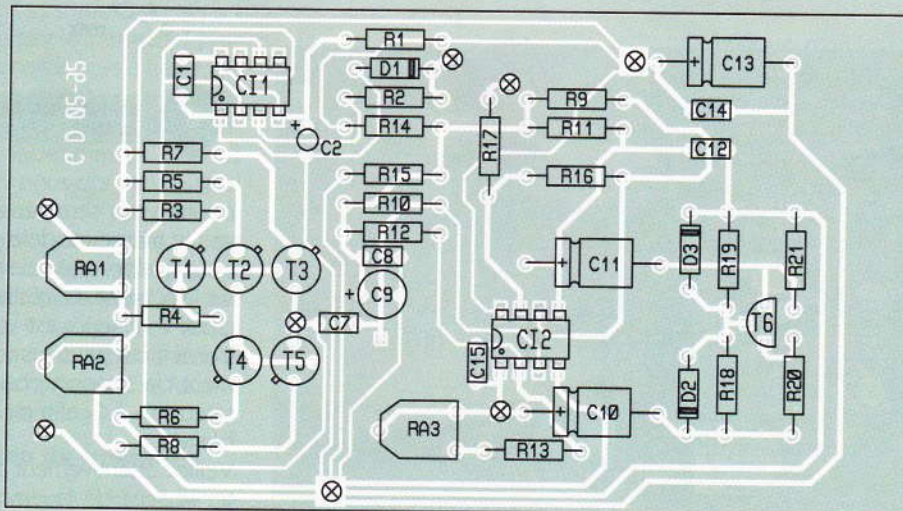 R1
C13
C1
CI1
D1
R2
R9
C14
R14
R11
C2
R17
C12
C D 05-25
R7
R5
R15
R16
R3
R10
R12
C8
RA1
T1
T2
T3
C9
C11
D3
R19
R21
R4
C7
CI2
T6
RA2
T4
T5
C15
D2
R18
R20
R6
C10
R8
RA3
R13
+
+
+
+
+